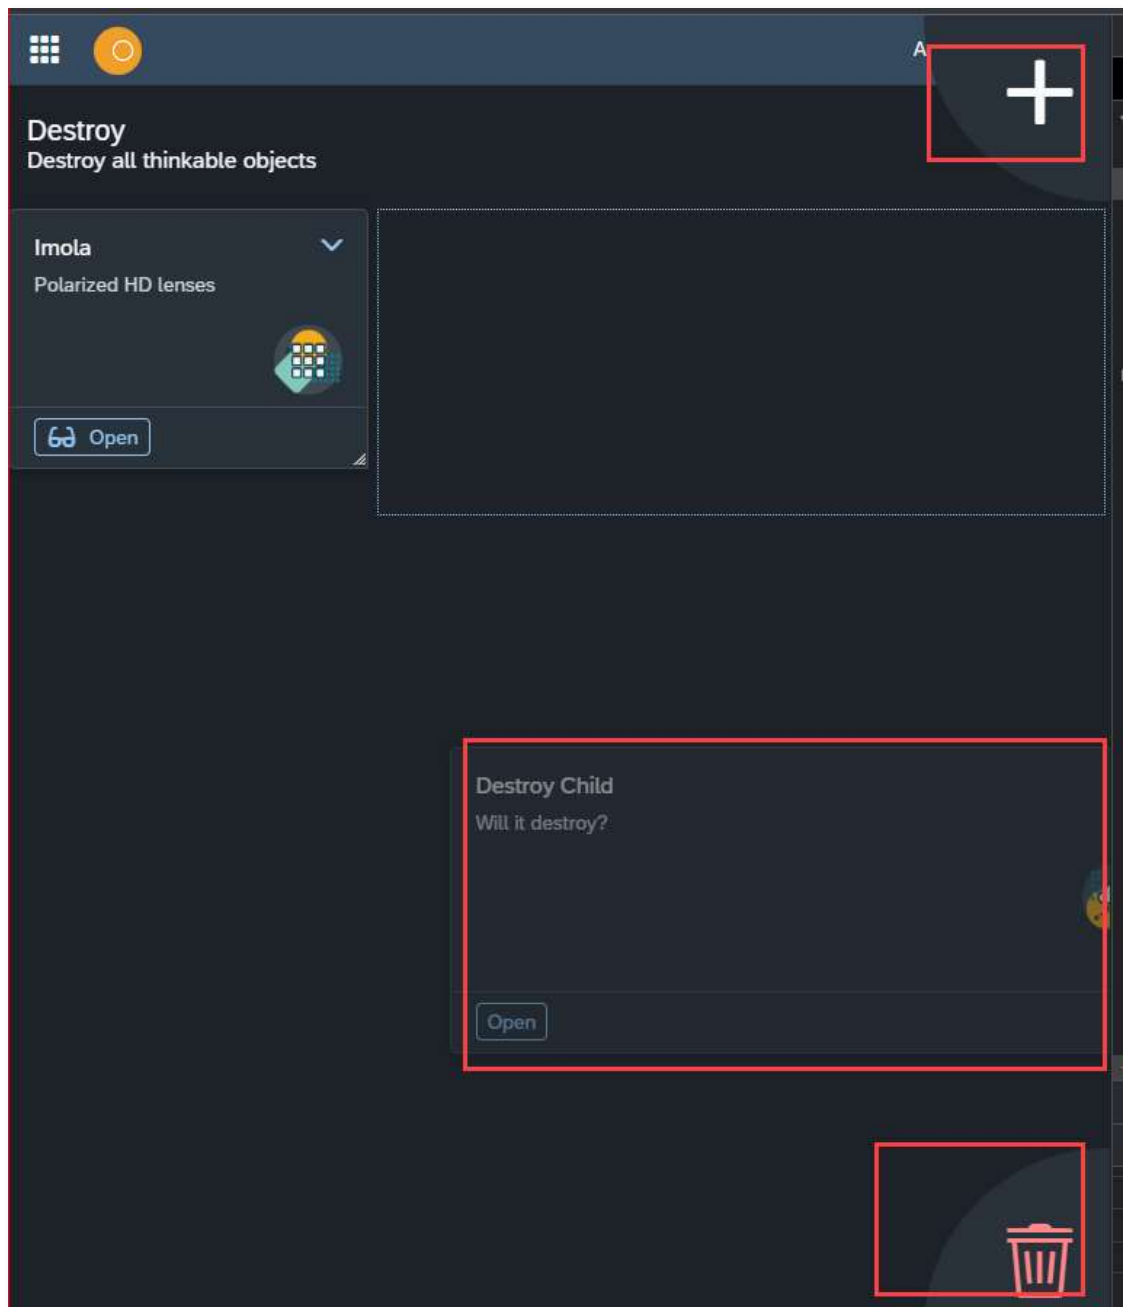 A
Destroy
Destroy all thinkable objects
Imola
Polarized HD lenses
Open
Destroy Child
Will it destroy?
Open